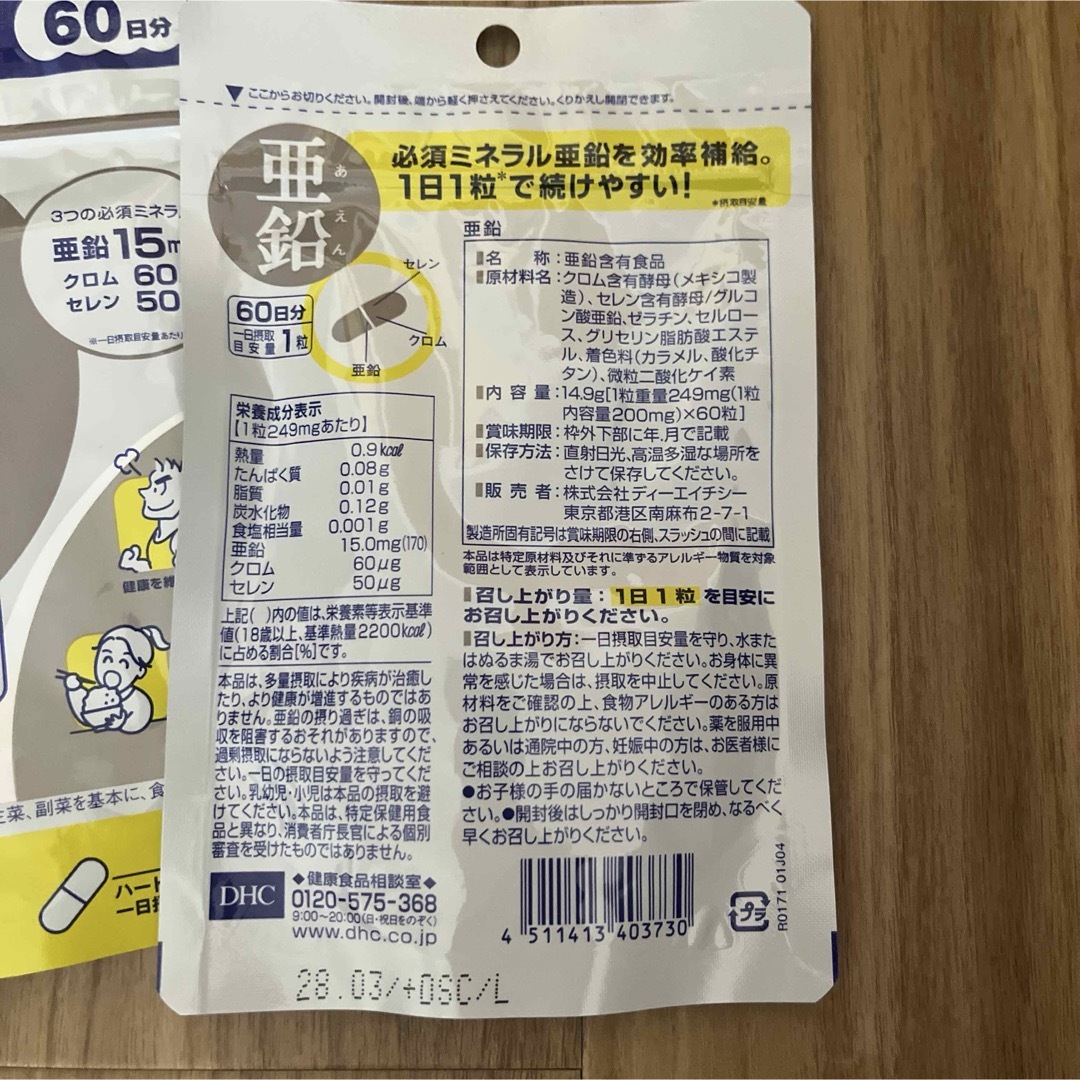 60日分
3つの必須ミネラ
亜鉛15m
クロム 60
セレン 50
※一日摂取目安量あたり
健康を維
主菜、副菜を基本に、食
ハート
一日摂
▼ここからお切りください。開封後、端から軽く押さえてください。くりかえし開閉できます。
亜鉛
あえん
必須ミネラル亜鉛を効率補給。
1日1粒*で続けやすい!
*摂取目安量
セレン
クロム
亜鉛
60日分
一日摂取目安量 1粒
栄養成分表示
【1粒249mgあたり】
熱量 0.9kcal
たんぱく質 0.08g
脂質 0.01g
炭水化物 0.12g
食塩相当量 0.001g
亜鉛 15.0mg(170)
クロム 60μg
セレン 50μg
上記( )内の値は、栄養素等表示基準
値(18歳以上、基準熱量2200kcal)
に占める割合[%]です。
本品は、多量摂取により疾病が治癒し
たり、より健康が増進するものではあ
りません。亜鉛の摂り過ぎは、銅の吸
収を阻害するおそれがありますので、
過剰摂取にならないよう注意してくだ
さい。一日の摂取目安量を守ってくだ
さい。乳幼児・小児は本品の摂取を避
けてください。本品は、特定保健用食
品と異なり、消費者庁長官による個別
審査を受けたものではありません。
亜鉛
名称:亜鉛含有食品
原材料名:クロム含有酵母(メキシコ製
造)、セレン含有酵母/グルコ
ン酸亜鉛、ゼラチン、セルロー
ス、グリセリン脂肪酸エステ
ル、着色料(カラメル、酸化チ
タン)、微粒二酸化ケイ素
内容量:14.9g[1粒重量249mg(1粒
内容量200mg)×60粒]
賞味期限:枠外下部に年、月で記載
保存方法:直射日光、高温多湿な場所を
さけて保存してください。
販売者:株式会社ディーエイチシー
東京都港区南麻布2-7-1
製造所固有記号は賞味期限の右側、スラッシュの間に記載
本品は特定原材料及びそれに準ずるアレルギー物質を対象
範囲として表示しています。
召し上がり量:1日1粒を目安に
お召し上がりください。
召し上がり方:一日摂取目安量を守り、水また
はぬるま湯でお召し上がりください。お身体に異
常を感じた場合は、摂取を中止してください。原
材料をご確認の上、食物アレルギーのある方は
お召し上がりにならないでください。薬を服用中
あるいは通院中の方、妊娠中の方は、お医者様に
ご相談の上お召し上がりください。
●お子様の手の届かないところで保管してくだ
さい。●開封後はしっかり開封口を閉め、なるべく
早くお召し上がりください。
DHC
◆健康食品相談室◆
0120-575-368
9:00〜20:00(日・祝日をのぞく)
www.dhc.co.jp
4 511413 403730
プラ
R0171 01J04
28.03/+DSC/L